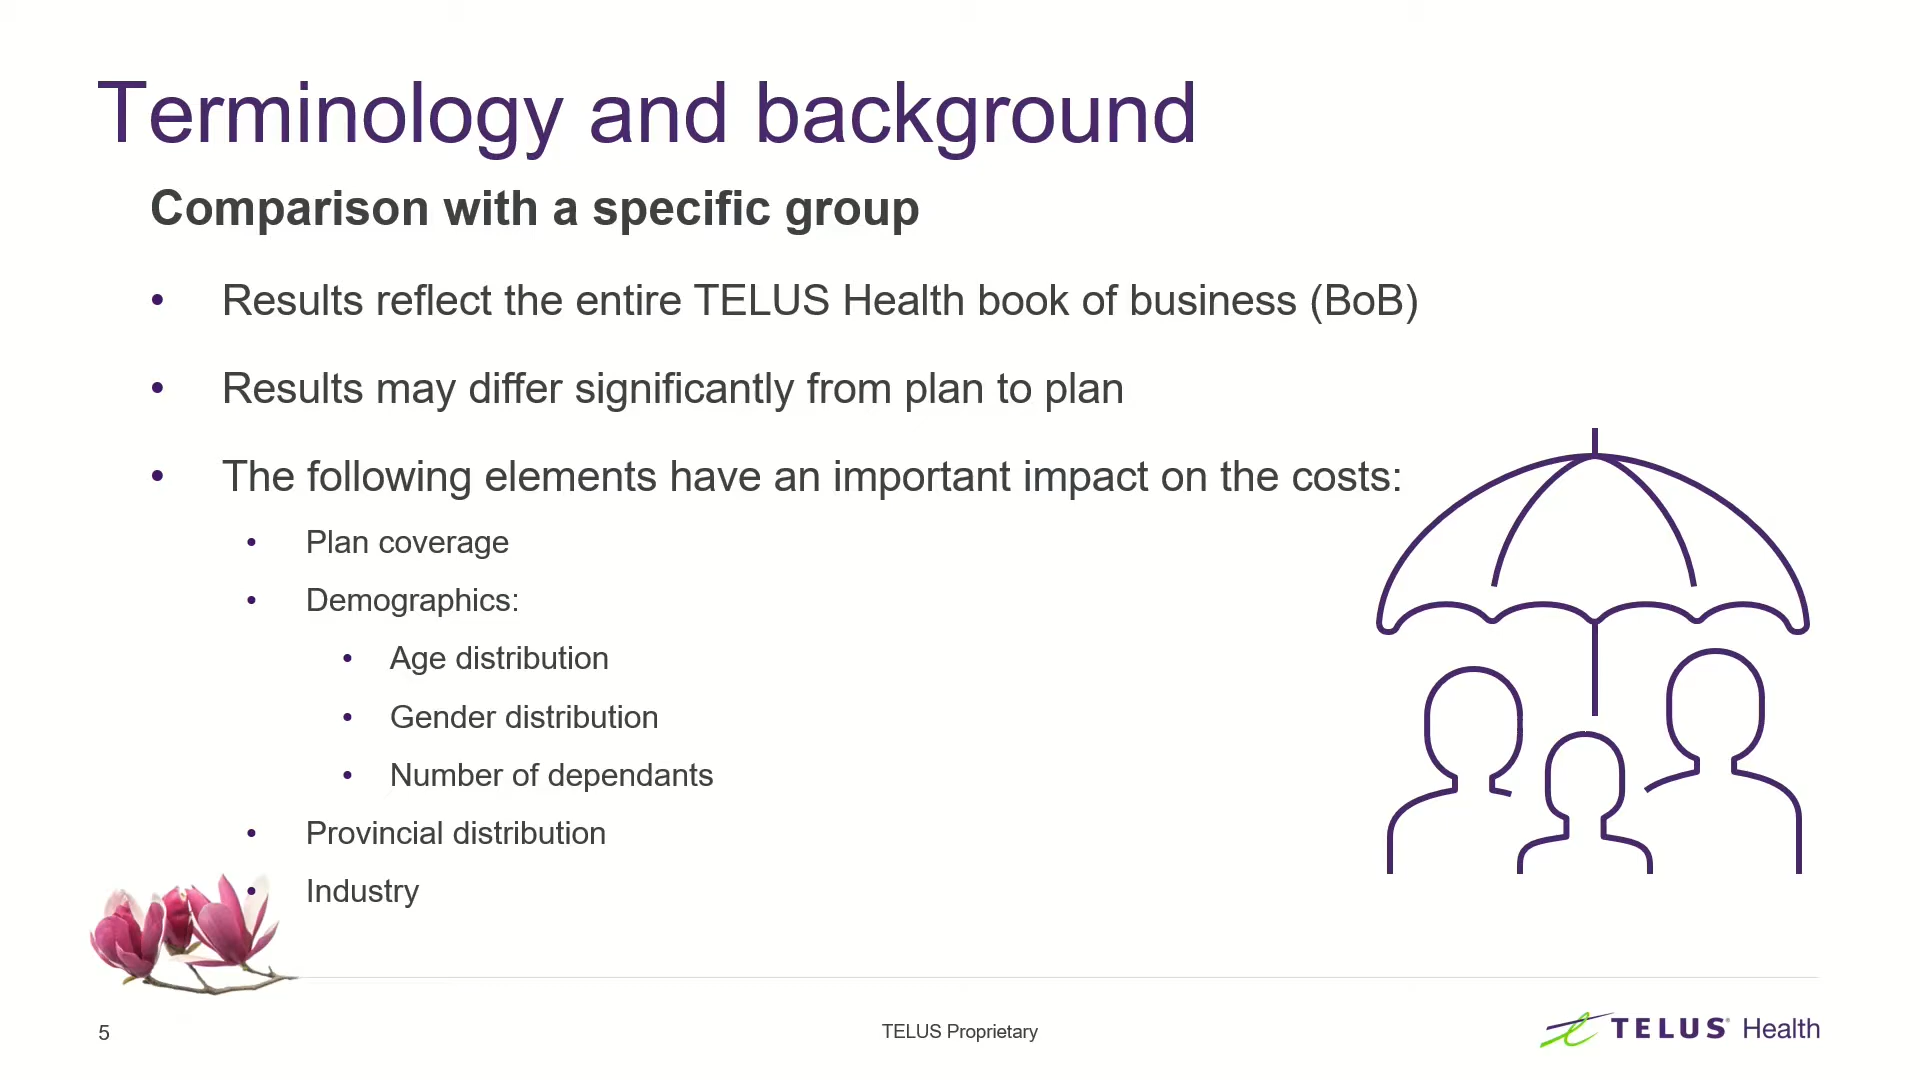 Terminology and background
Comparison with a specific group
• Results reflect the entire TELUS Health book of business (BoB)
• Results may differ significantly from plan to plan
• The following elements have an important impact on the costs:
• Plan coverage
• Demographics:
• Age distribution
• Gender distribution
• Number of dependants
• Provincial distribution
• Industry
5
TELUS Proprietary
TELUS® Health